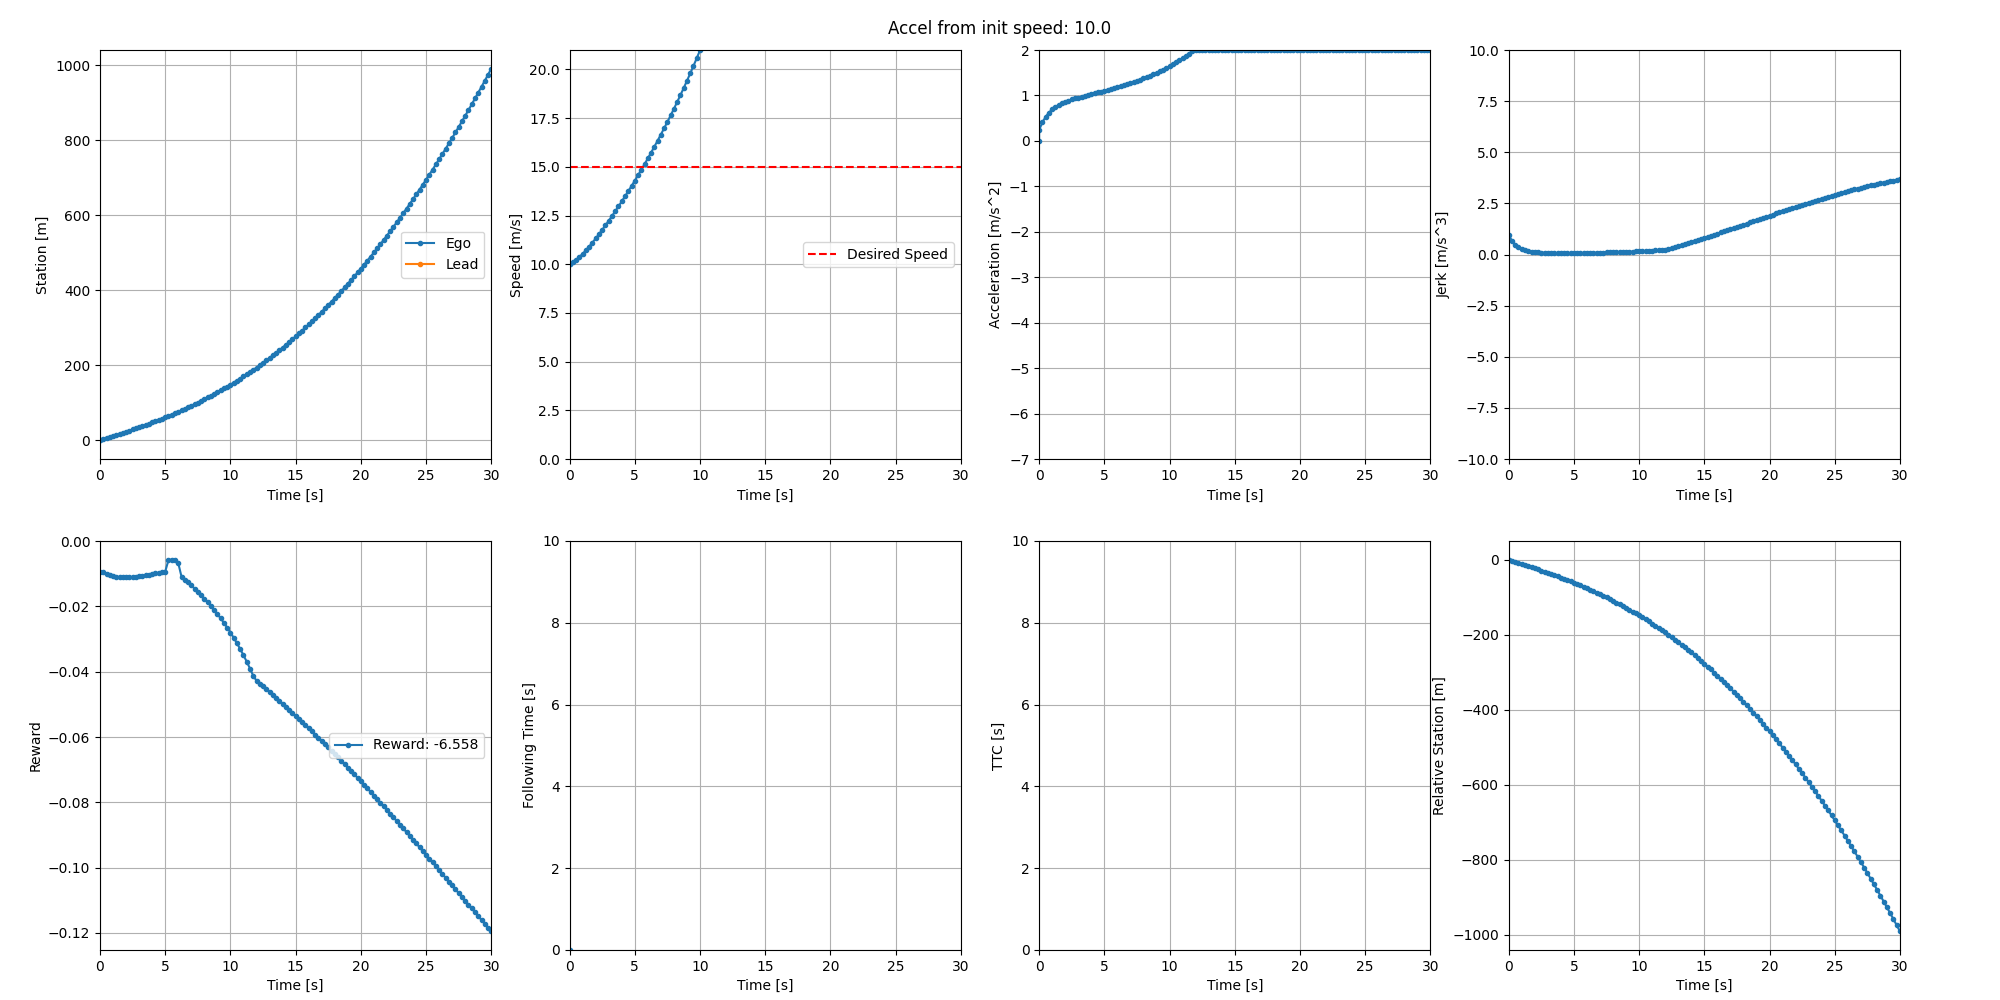 Accel from init speed: 10.0
Station [m]
1000
800
600
400
200
0
Ego
Lead
0 5 10 15 20 25 30
Time [s]
Speed [m/s]
20.0
17.5
15.0
12.5
10.0
7.5
5.0
2.5
0.0
Desired Speed
0 5 10 15 20 25 30
Time [s]
Acceleration [m/s^2]
2
1
0
−1
−2
−3
−4
−5
−6
−7
0 5 10 15 20 25 30
Time [s]
Jerk [m/s^3]
10.0
7.5
5.0
2.5
0.0
−2.5
−5.0
−7.5
−10.0
0 5 10 15 20 25 30
Time [s]
Reward
0.00
−0.02
−0.04
−0.06
−0.08
−0.10
−0.12
Reward: -6.558
0 5 10 15 20 25 30
Time [s]
Following Time [s]
10
8
6
4
2
0
0 5 10 15 20 25 30
Time [s]
TTC [s]
10
8
6
4
2
0
0 5 10 15 20 25 30
Time [s]
Relative Station [m]
0
−200
−400
−600
−800
−1000
0 5 10 15 20 25 30
Time [s]